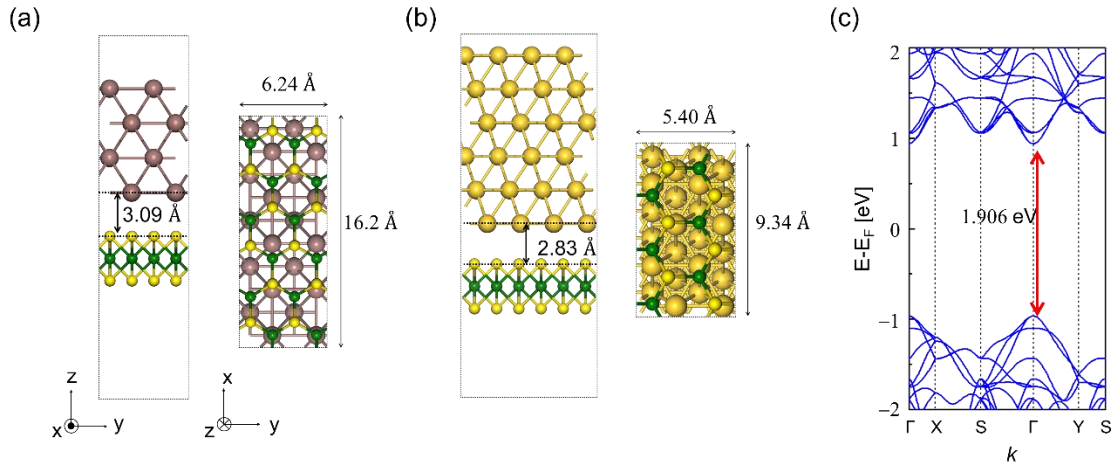 (a)
3.09 Å
6.24 Å
16.2 Å
z
x
y
x
z
y
(b)
2.83 Å
5.40 Å
9.34 Å
(c)
E-E_F [eV]
2
1
0
−1
−2
1.906 eV
Γ X S Γ Y S
k